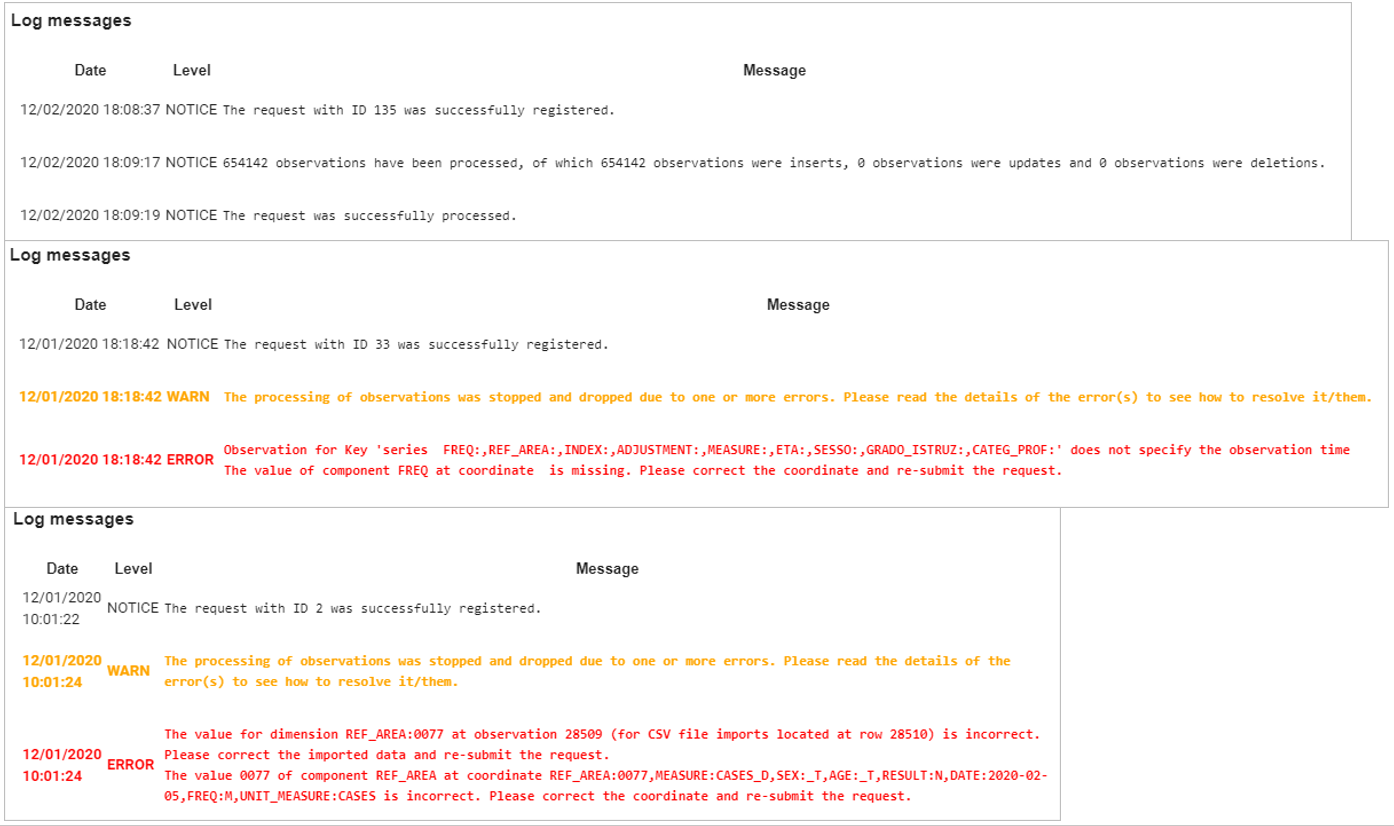 Log messages
Date Level Message
12/02/2020 18:08:37 NOTICE The request with ID 135 was successfully registered.
12/02/2020 18:09:17 NOTICE 654142 observations have been processed, of which 654142 observations were inserts, 0 observations were updates and 0 observations were deletions.
12/02/2020 18:09:19 NOTICE The request was successfully processed.
Log messages
Date Level Message
12/01/2020 18:18:42 NOTICE The request with ID 33 was successfully registered.
12/01/2020 18:18:42 WARN The processing of observations was stopped and dropped due to one or more errors. Please read the details of the error(s) to see how to resolve it/them.
12/01/2020 18:18:42 ERROR Observation for Key 'series  FREQ:,REF_AREA:,INDEX:,ADJUSTMENT:,MEASURE:,ETA:,SESSO:,GRADO_ISTRUZ:,CATEG_PROF:' does not specify the observation time
The value of component FREQ at coordinate  is missing. Please correct the coordinate and re-submit the request.
Log messages
Date Level Message
12/01/2020
10:01:22
NOTICE The request with ID 2 was successfully registered.
12/01/2020
10:01:24
WARN
The processing of observations was stopped and dropped due to one or more errors. Please read the details of the
error(s) to see how to resolve it/them.
12/01/2020
10:01:24
ERROR
The value for dimension REF_AREA:0077 at observation 28509 (for CSV file imports located at row 28510) is incorrect.
Please correct the imported data and re-submit the request.
The value 0077 of component REF_AREA at coordinate REF_AREA:0077,MEASURE:CASES_D,SEX:_T,AGE:_T,RESULT:N,DATE:2020-02-
05,FREQ:M,UNIT_MEASURE:CASES is incorrect. Please correct the coordinate and re-submit the request.